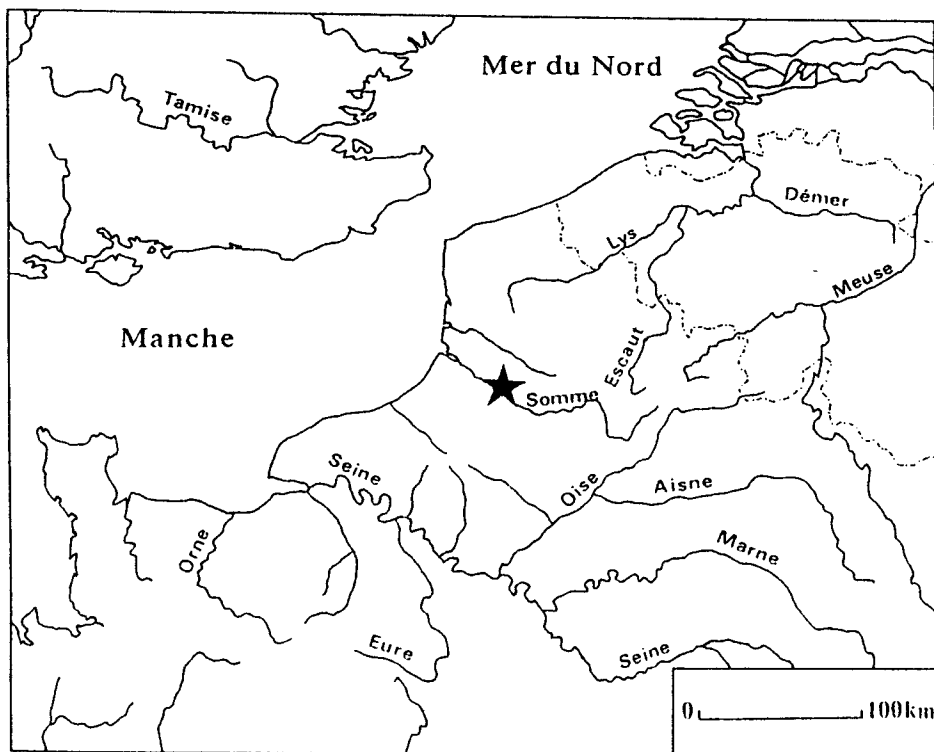 Mer du Nord
Tamise
Démer
Lys
Meuse
Manche
Escaut
Somme
Seine
Oise
Aisne
Orne
Marne
Eure
Seine
0 100km